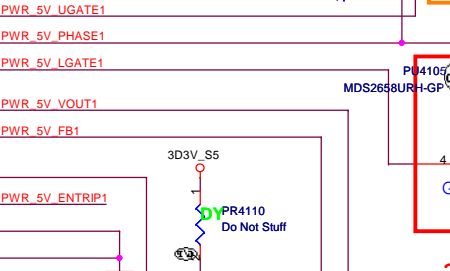 PWR_5V_UGATE1
PWR_5V_PHASE1
PWR_5V_LGATE1
PU4105
MDS2658URH-GP
PWR_5V_VOUT1
PWR_5V_FB1
3D3V_S5
4
1
PWR_5V_ENTRIP1
DY
PR4110
Do Not Stuff